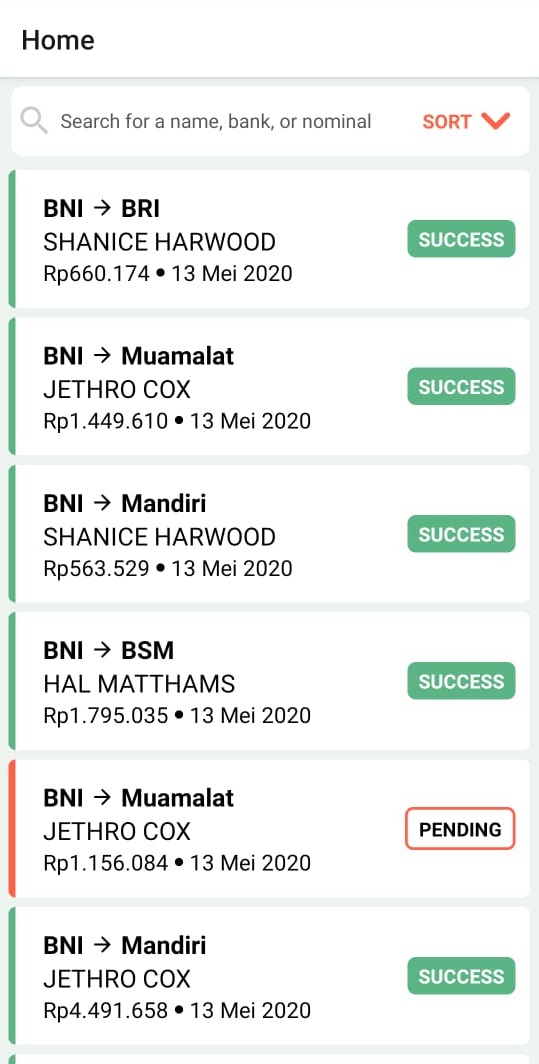 Home
Search for a name, bank, or nominal SORT
BNI → BRI
SHANICE HARWOOD
SUCCESS
Rp660.174 • 13 Mei 2020
BNI → Muamalat
JETHRO COX
SUCCESS
Rp1.449.610 • 13 Mei 2020
BNI → Mandiri
SHANICE HARWOOD
SUCCESS
Rp563.529 • 13 Mei 2020
BNI → BSM
HAL MATTHAMS
SUCCESS
Rp1.795.035 • 13 Mei 2020
BNI → Muamalat
JETHRO COX
PENDING
Rp1.156.084 • 13 Mei 2020
BNI → Mandiri
JETHRO COX
SUCCESS
Rp4.491.658 • 13 Mei 2020